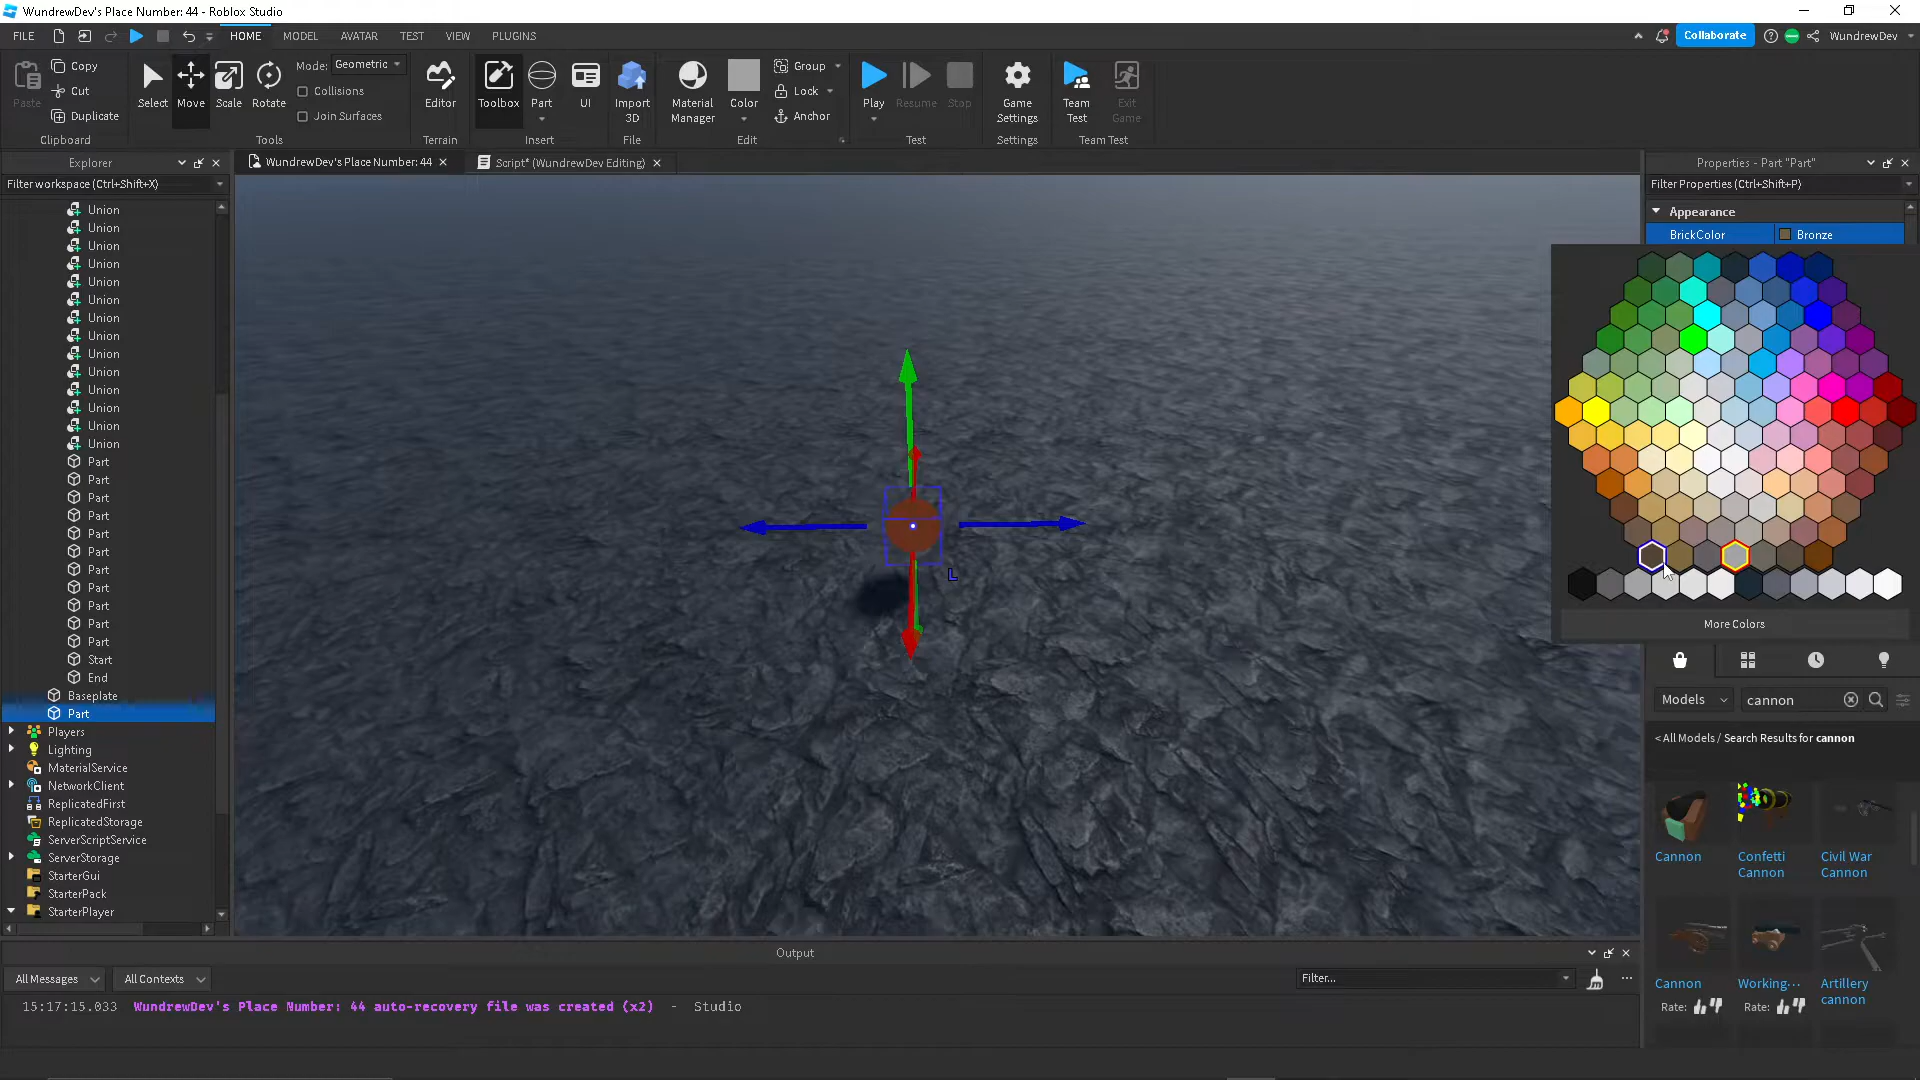 WundrewDev's Place Number: 44 - Roblox Studio
FILE
HOME
MODEL
AVATAR
TEST
VIEW
PLUGINS
Collaborate
WundrewDev
Paste
Copy
Cut
Duplicate
Clipboard
Select
Move
Scale
Rotate
Mode: Geometric
Collisions
Join Surfaces
Tools
Editor
Terrain
Toolbox
Part
UI
Insert
Import 3D
File
Material Manager
Color
Group
Lock
Anchor
Edit
Play
Resume
Stop
Test
Game Settings
Settings
Team Test
Exit Game
Team Test
Explorer
Filter workspace (Ctrl+Shift+X)
WundrewDev's Place Number: 44
Script* (WundrewDev Editing)
Union
Union
Union
Union
Union
Union
Union
Union
Union
Union
Union
Union
Union
Union
Part
Part
Part
Part
Part
Part
Part
Part
Part
Part
Part
Start
End
Baseplate
Part
Players
Lighting
MaterialService
NetworkClient
ReplicatedFirst
ReplicatedStorage
ServerScriptService
ServerStorage
StarterGui
StarterPack
StarterPlayer
L
Properties - Part "Part"
Filter Properties (Ctrl+Shift+P)
Appearance
BrickColor
Bronze
More Colors
Models
cannon
< All Models / Search Results for cannon
Cannon
Confetti Cannon
Civil War Cannon
Cannon
Working...
Artillery cannon
Rate:
Rate:
Output
All Messages
All Contexts
Filter...
15:17:15.033 WundrewDev's Place Number: 44 auto-recovery file was created (x2) - Studio